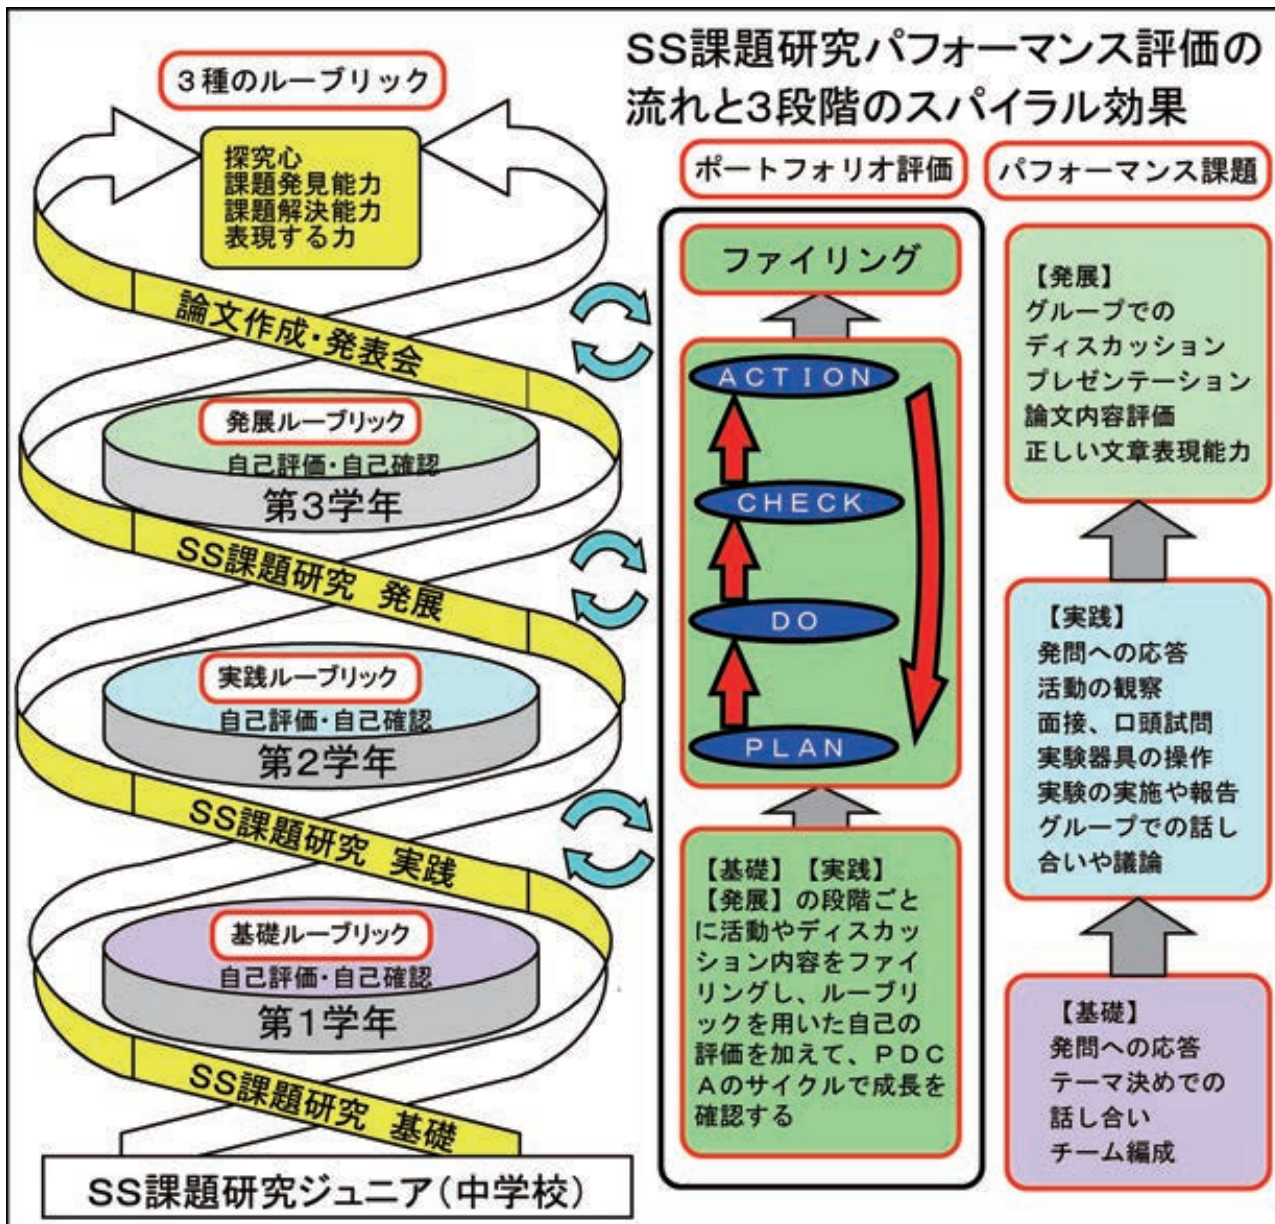 SS課題研究パフォーマンス評価の
流れと3段階のスパイラル効果
3種のルーブリック
探究心
課題発見能力
課題解決能力
表現する力
論文作成・発表会
発展ルーブリック
自己評価・自己確認
第3学年
SS課題研究 発展
実践ルーブリック
自己評価・自己確認
第2学年
SS課題研究 実践
基礎ルーブリック
自己評価・自己確認
第1学年
SS課題研究 基礎
SS課題研究ジュニア(中学校)
ポートフォリオ評価
ファイリング
ACTION
CHECK
DO
PLAN
【基礎】【実践】
【発展】の段階ごと
に活動やディスカッ
ション内容をファイ
リングし、ルーブリ
ックを用いた自己の
評価を加えて、PDC
Aのサイクルで成長を
確認する
パフォーマンス課題
【発展】
グループでの
ディスカッション
プレゼンテーション
論文内容評価
正しい文章表現能力
【実践】
発問への応答
活動の観察
面接、口頭試問
実験器具の操作
実験の実施や報告
グループでの話し
合いや議論
【基礎】
発問への応答
テーマ決めでの
話し合い
チーム編成